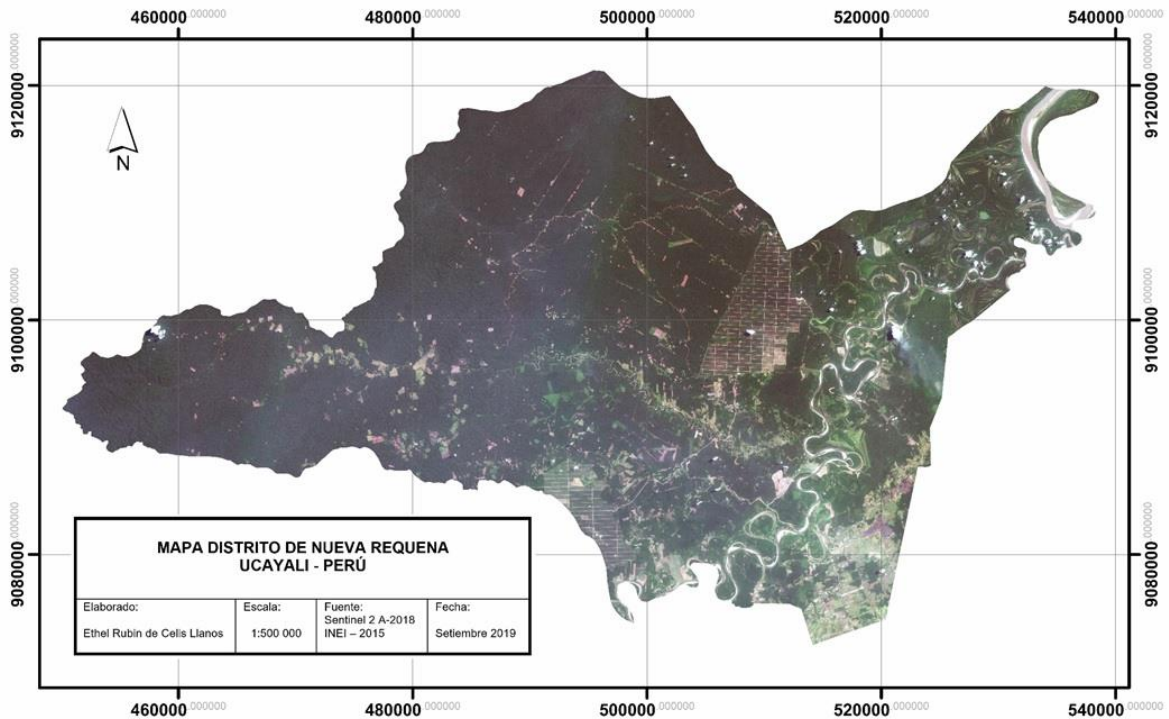 460000.000000 480000.000000 500000.000000 520000.000000 540000.000000
9120000.000000
9120000.000000
N
9100000.000000
9100000.000000
9080000.000000
9080000.000000
MAPA DISTRITO DE NUEVA REQUENA
UCAYALI - PERÚ
Elaborado:
Ethel Rubin de Celis Llanos
Escala:
1:500 000
Fuente:
Sentinel 2 A-2018
INEI – 2015
Fecha:
Setiembre 2019
460000.000000 480000.000000 500000.000000 520000.000000 540000.000000